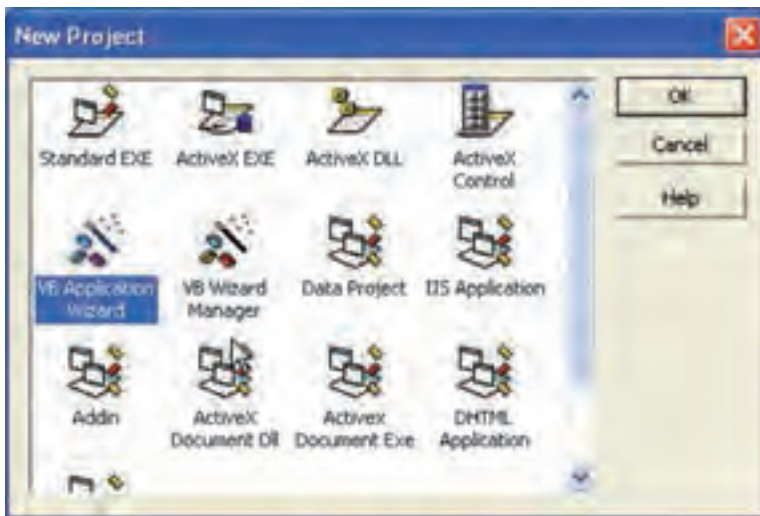 New Project
OK
Cancel
Help
Standard EXE
ActiveX EXE
ActiveX DLL
ActiveX
Control
VB Application
Wizard
VB Wizard
Manager
Data Project
IIS Application
Addin
ActiveX
Document Dll
Activex
Document Exe
DHTML
Application